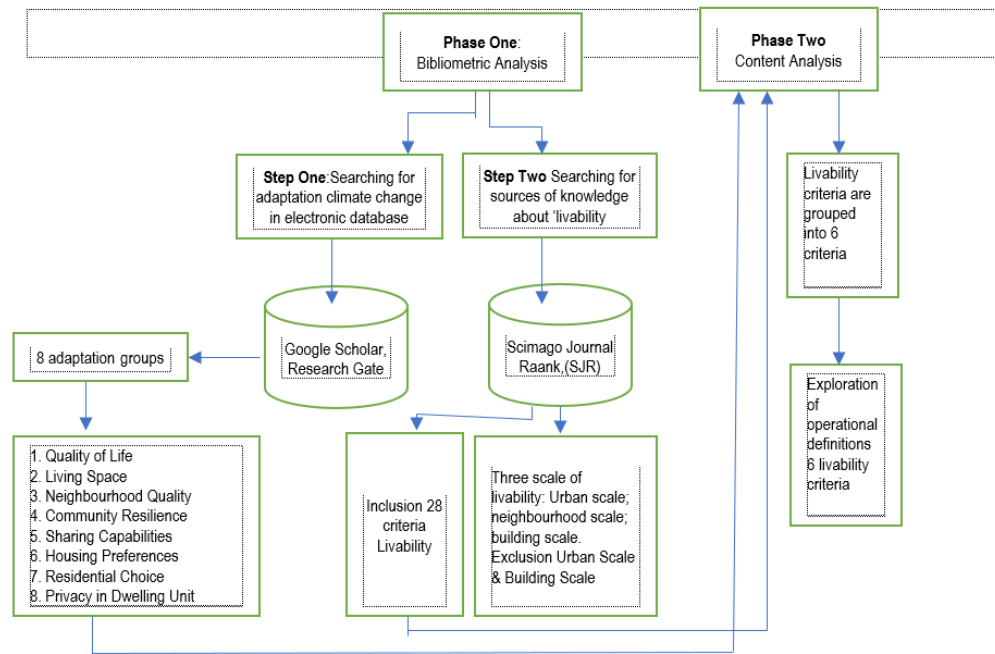 Phase One:
Bibliometric Analysis
Phase Two
Content Analysis
Step One:Searching for
adaptation climate change
in electronic database
Step Two Searching for
sources of knowledge
about ‘livability
Livability
criteria are
grouped
into 6
criteria
Google Scholar,
Research Gate
Scimago Journal
Raank,(SJR)
8 adaptation groups
1. Quality of Life
2. Living Space
3. Neighbourhood Quality
4. Community Resilience
5. Sharing Capabilities
6. Housing Preferences
7. Residential Choice
8. Privacy in Dwelling Unit
Inclusion 28
criteria
Livability
Three scale of
livability: Urban scale;
neighbourhood scale;
building scale.
Exclusion Urban Scale
& Building Scale
Exploration
of
operational
definitions
6 livability
criteria